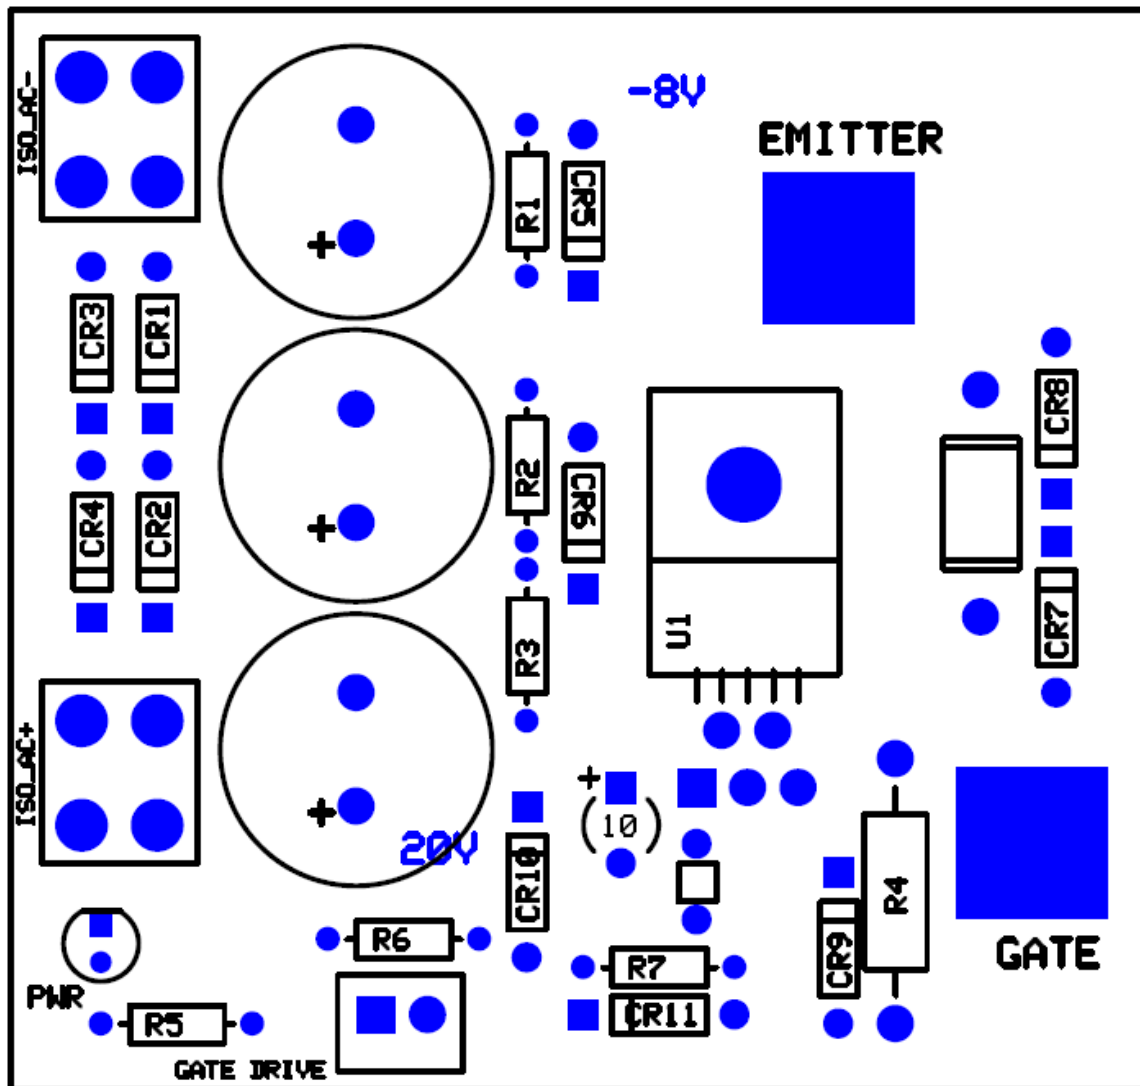 ISO_AC-
-8V
EMITTER
R1
CR5
+
CR3
CR1
CR8
R2
CR6
CR4
CR2
+
U1
R3
CR7
ISO_AC+
+
+
10
20V
CR10
R4
R6
R7
CR9
GATE
PWR
R5
CR11
GATE DRIVE